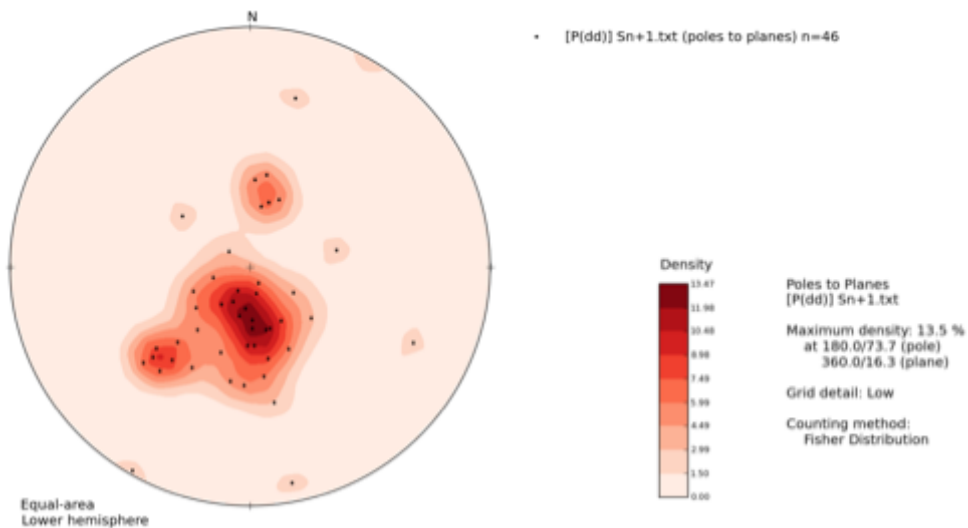 N
[P(dd)] Sn+1.txt (poles to planes) n=46
Density
13.47
11.98
10.48
8.98
7.49
5.99
4.49
2.99
1.50
0.00
Poles to Planes
[P(dd)] Sn+1.txt
Maximum density: 13.5 %
at 180.0/73.7 (pole)
360.0/16.3 (plane)
Grid detail: Low
Counting method:
Fisher Distribution
Equal-area
Lower hemisphere